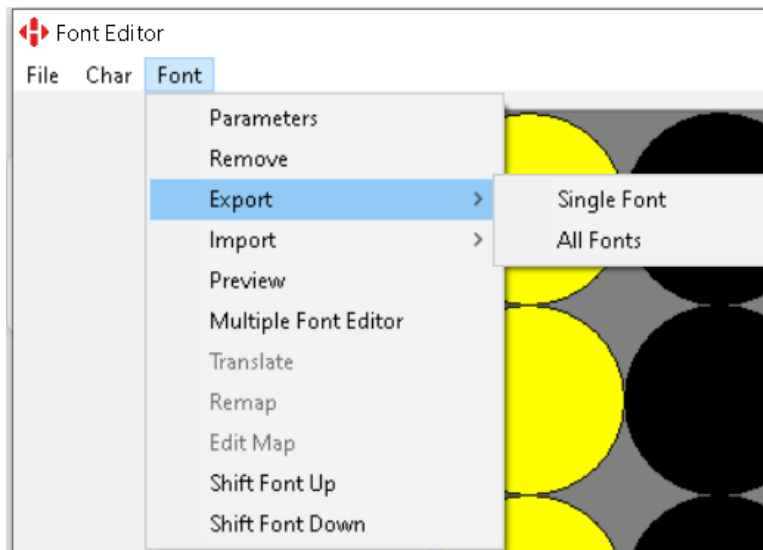 Font Editor
File Char Font
Parameters
Remove
Export
Single Font
Import
All Fonts
Preview
Multiple Font Editor
Translate
Remap
Edit Map
Shift Font Up
Shift Font Down